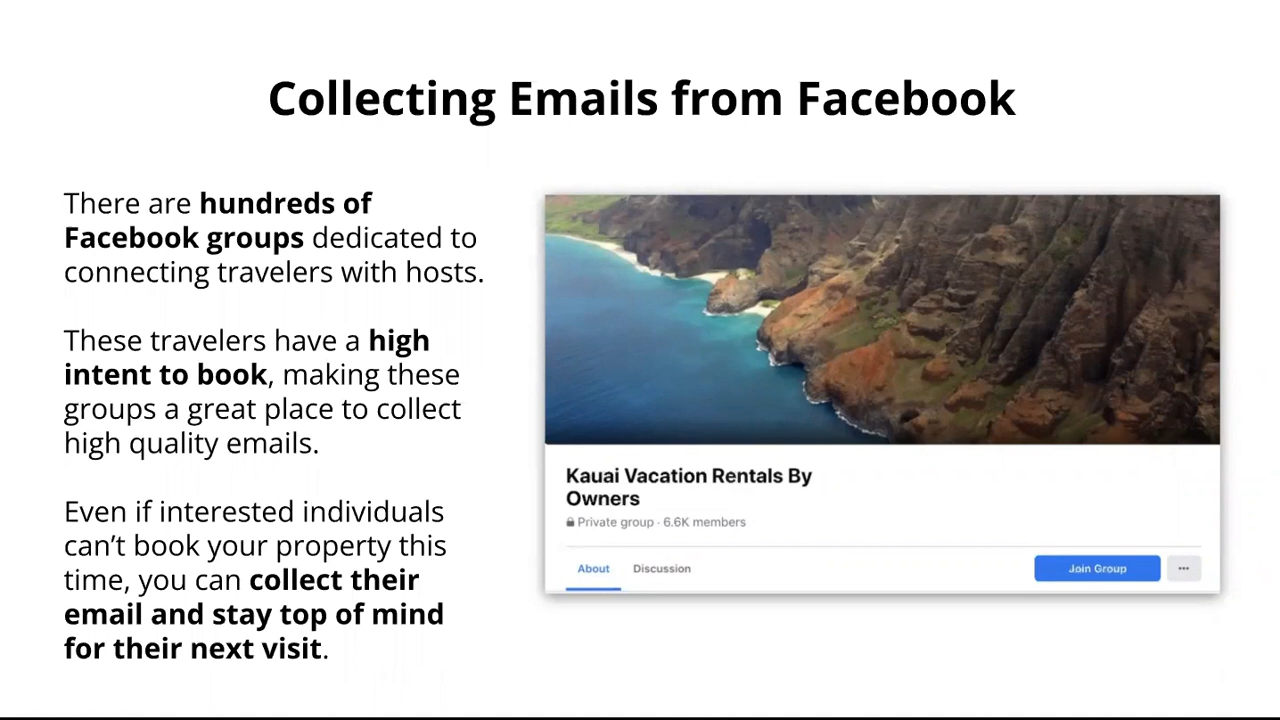 Collecting Emails from Facebook
There are hundreds of
Facebook groups dedicated to
connecting travelers with hosts.
These travelers have a high
intent to book, making these
groups a great place to collect
high quality emails.
Even if interested individuals
can’t book your property this
time, you can collect their
email and stay top of mind
for their next visit.
Kauai Vacation Rentals By
Owners
Private group · 6.6K members
About Discussion Join Group ···